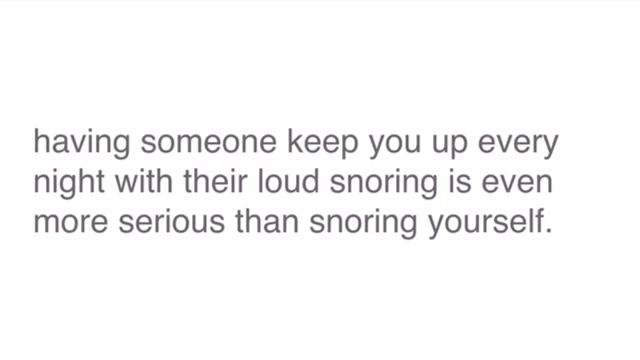 having someone keep you up every
night with their loud snoring is even
more serious than snoring yourself.